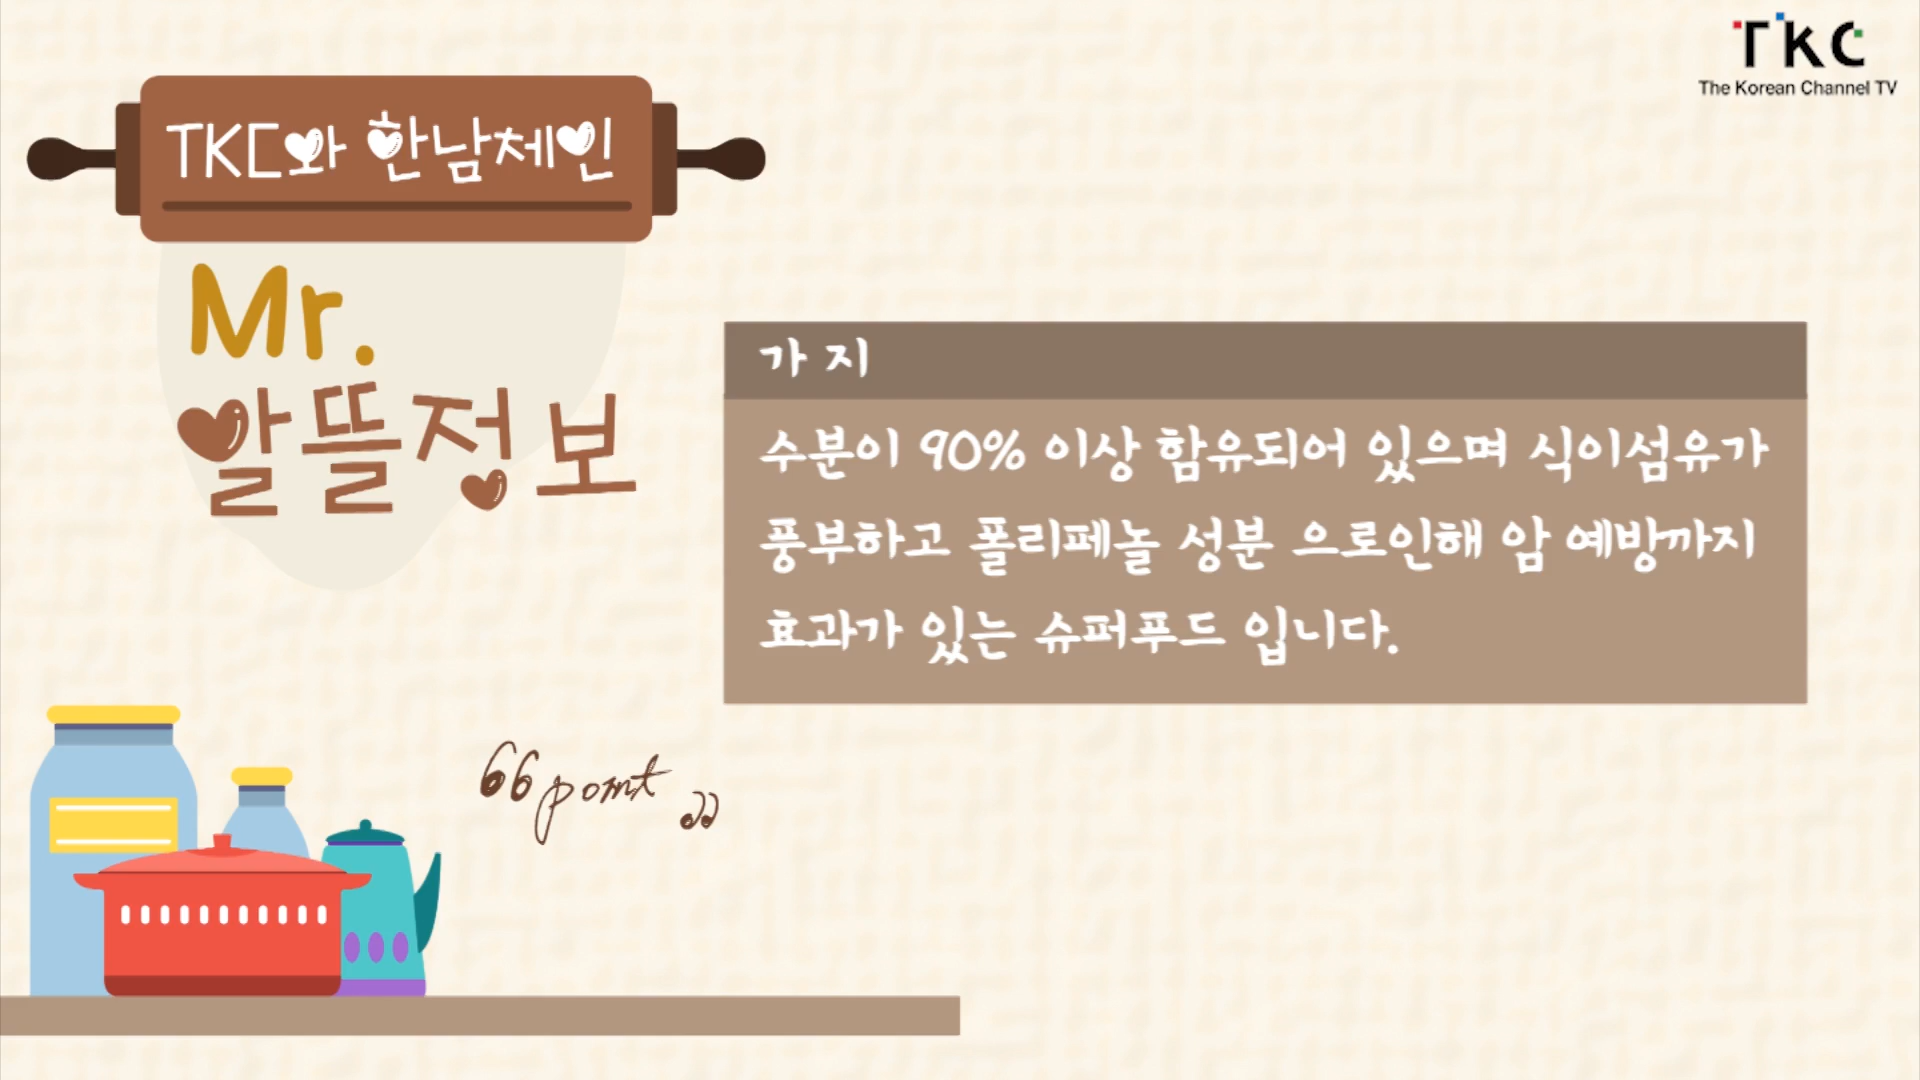 TKC
The Korean Channel TV
TKC와 한남체인
Mr.
알뜰정보
가 지
수분이 90% 이상 함유되어 있으며 식이섬유가
풍부하고 폴리페놀 성분 으로인해 암 예방까지
효과가 있는 슈퍼푸드 입니다.
66 point